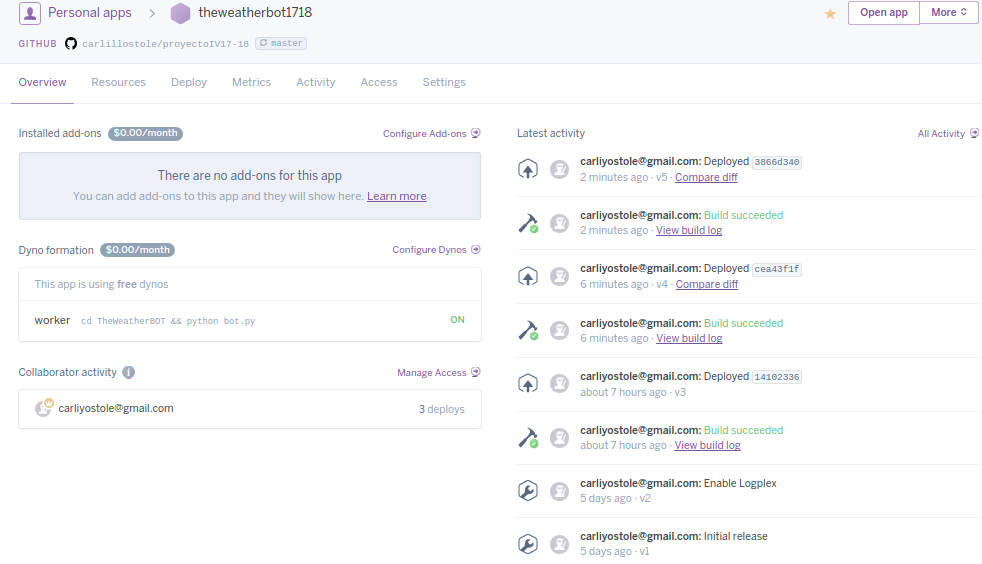 Personal apps > theweatherbot1718
Open app More
GITHUB carlillostole/proyectoIV17-18 master
Overview Resources Deploy Metrics Activity Access Settings
Installed add-ons $0.00/month Configure Add-ons
There are no add-ons for this app
You can add add-ons to this app and they will show here. Learn more
Dyno formation $0.00/month Configure Dynos
This app is using free dynos
worker cd TheWeatherBOT && python bot.py ON
Collaborator activity i Manage Access
carliyostole@gmail.com 3 deploys
Latest activity All Activity
carliyostole@gmail.com: Deployed 3866d340
2 minutes ago · v5 · Compare diff
carliyostole@gmail.com: Build succeeded
2 minutes ago · View build log
carliyostole@gmail.com: Deployed cea43f1f
6 minutes ago · v4 · Compare diff
carliyostole@gmail.com: Build succeeded
6 minutes ago · View build log
carliyostole@gmail.com: Deployed 14102336
about 7 hours ago · v3
carliyostole@gmail.com: Build succeeded
about 7 hours ago · View build log
carliyostole@gmail.com: Enable Logplex
5 days ago · v2
carliyostole@gmail.com: Initial release
5 days ago · v1